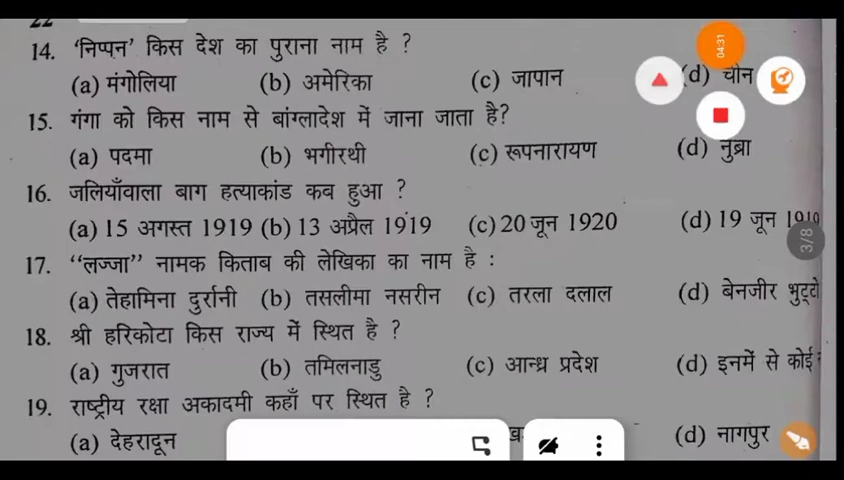 22
04:31
14. ‘निप्पन’ किस देश का पुराना नाम है ?
(a) मंगोलिया (b) अमेरिका (c) जापान (d) चीन
15. गंगा को किस नाम से बांग्लादेश में जाना जाता है?
(a) पदमा (b) भगीरथी (c) रूपनारायण (d) नुब्रा
16. जलियाँवाला बाग हत्याकांड कब हुआ ?
(a) 15 अगस्त 1919 (b) 13 अप्रैल 1919 (c) 20 जून 1920 (d) 19 जून 1919
3/8
17. “लज्जा” नामक किताब की लेखिका का नाम है :
(a) तेहामिना दुर्रानी (b) तसलीमा नसरीन (c) तरला दलाल (d) बेनजीर भुट्टो
18. श्री हरिकोटा किस राज्य में स्थित है ?
(a) गुजरात (b) तमिलनाडु (c) आन्ध्र प्रदेश (d) इनमें से कोई
19. राष्ट्रीय रक्षा अकादमी कहाँ पर स्थित है ?
(a) देहरादून (d) नागपुर